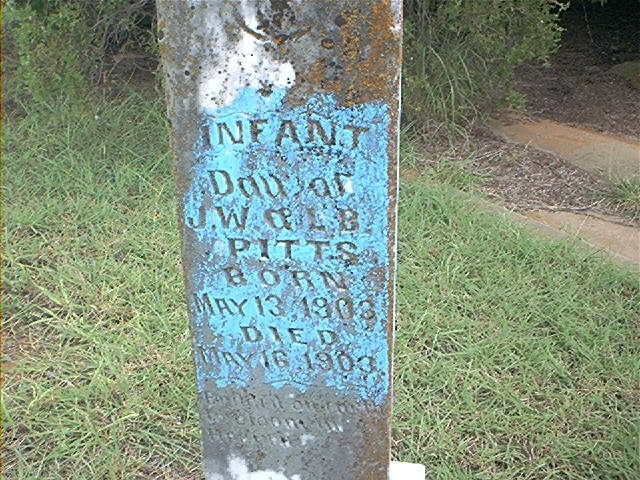 INFANT
Dau. of
J.W. & L.B.
PITTS
BORN
MAY 13, 1903
DIED
MAY 16, 1903